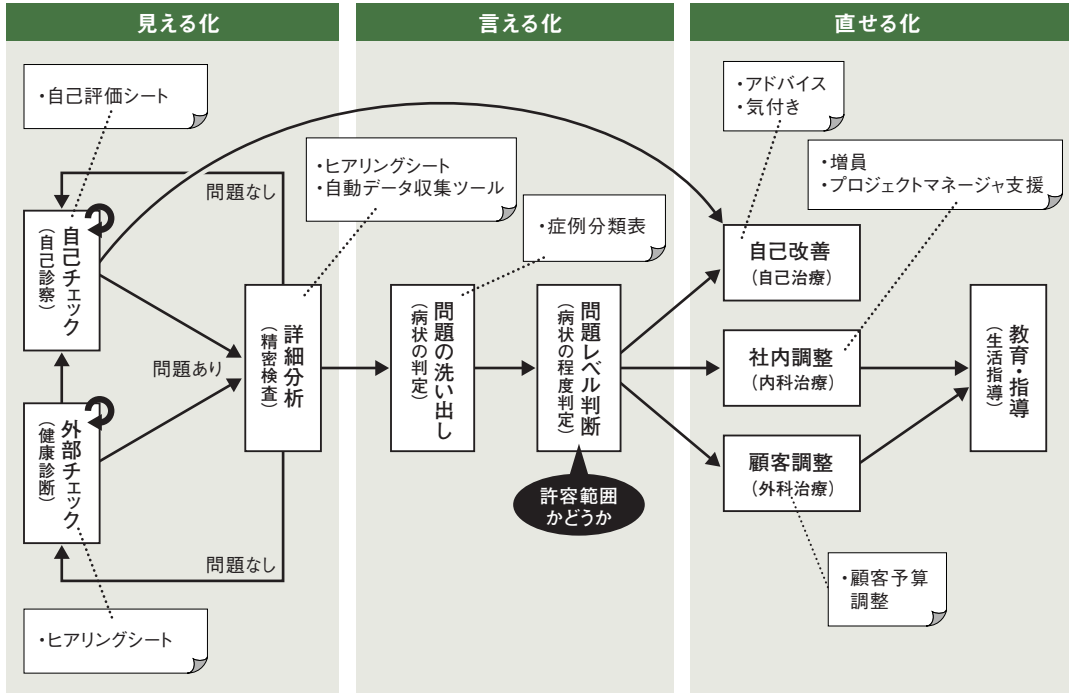 見える化
言える化
直せる化
・自己評価シート
問題なし
自己チェック
（自己診察）
問題あり
外部チェック
（健康診断）
問題なし
・ヒアリングシート
詳細分析
（精密検査）
・ヒアリングシート
・自動データ収集ツール
・症例分類表
問題の洗い出し
（病状の判定）
問題レベル判断
（病状の程度判定）
許容範囲
かどうか
・アドバイス
・気付き
・増員
・プロジェクトマネージャ支援
自己改善
（自己治療）
社内調整
（内科治療）
顧客調整
（外科治療）
・顧客予算
調整
教育・指導
（生活指導）